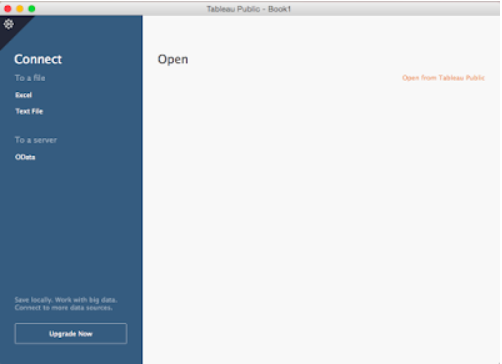 Tableau Public - Book1
Connect
To a file
Excel
Text File
To a server
OData
Save locally. Work with big data.
Connect to more data sources.
Upgrade Now
Open
Open from Tableau Public